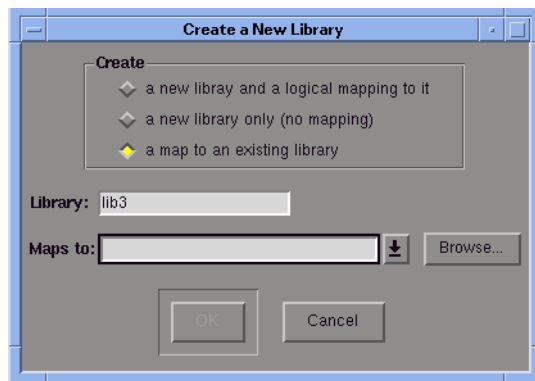 Create a New Library
Create
a new libray and a logical mapping to it
a new library only (no mapping)
a map to an existing library
Library: lib3
Maps to: Browse...
OK Cancel